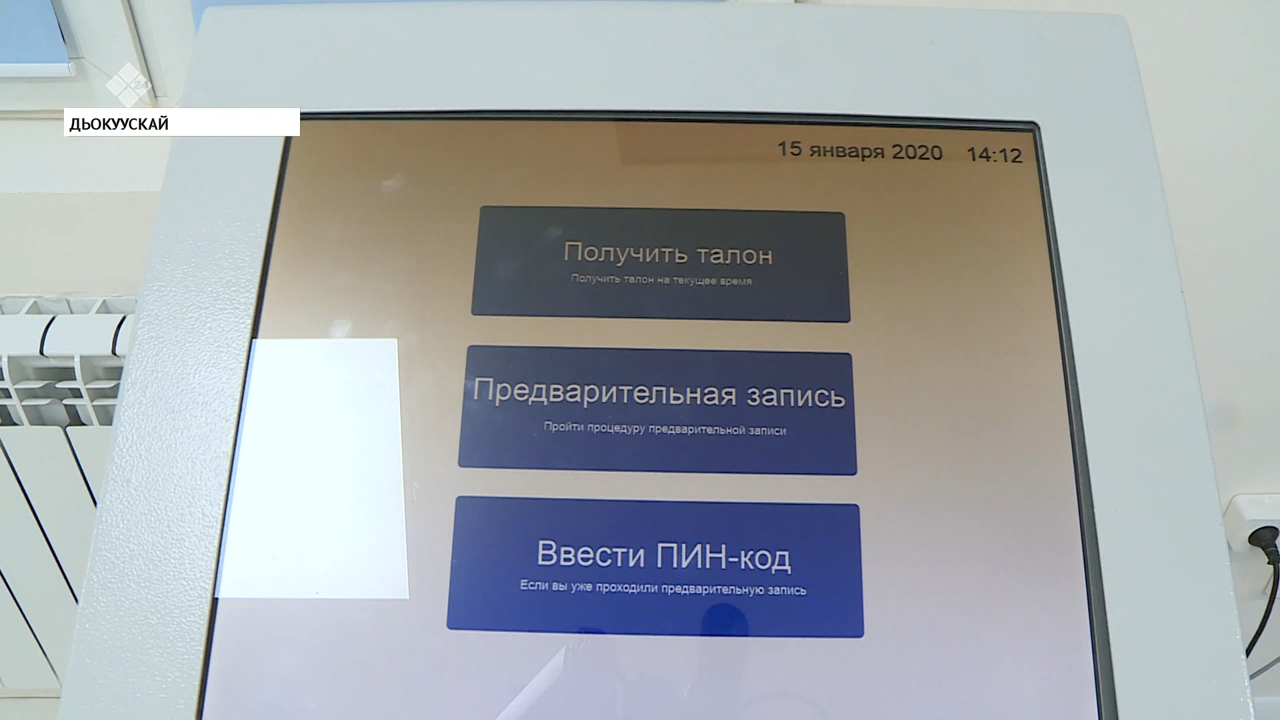 ДЬОКУУСКАЙ
15 января 2020 14:12
Получить талон
Получить талон на текущее время
Предварительная запись
Пройти процедуру предварительной записи
Ввести ПИН-код
Если вы уже проходили предварительную запись